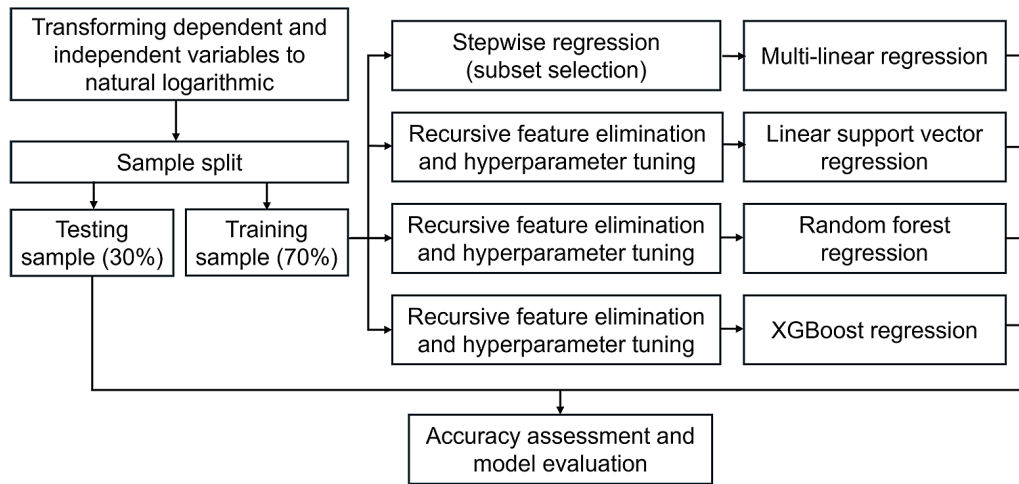 Transforming dependent and
independent variables to
natural logarithmic
Sample split
Testing
sample (30%)
Training
sample (70%)
Stepwise regression
(subset selection)
Multi-linear regression
Recursive feature elimination
and hyperparameter tuning
Linear support vector
regression
Recursive feature elimination
and hyperparameter tuning
Random forest
regression
Recursive feature elimination
and hyperparameter tuning
XGBoost regression
Accuracy assessment and
model evaluation